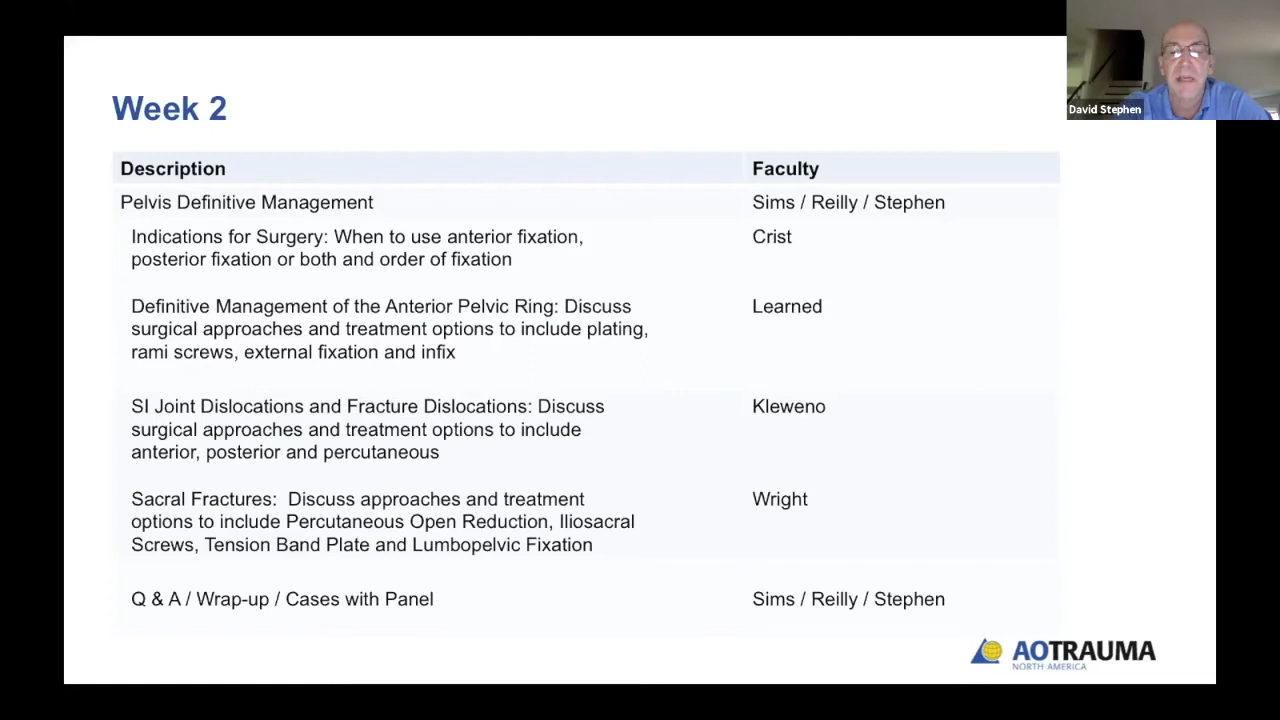 David Stephen
Week 2
Description Faculty
Pelvis Definitive Management Sims / Reilly / Stephen
Indications for Surgery: When to use anterior fixation, Crist
posterior fixation or both and order of fixation
Definitive Management of the Anterior Pelvic Ring: Discuss Learned
surgical approaches and treatment options to include plating,
rami screws, external fixation and infix
SI Joint Dislocations and Fracture Dislocations: Discuss Kleweno
surgical approaches and treatment options to include
anterior, posterior and percutaneous
Sacral Fractures:  Discuss approaches and treatment Wright
options to include Percutaneous Open Reduction, Iliosacral
Screws, Tension Band Plate and Lumbopelvic Fixation
Q & A / Wrap-up / Cases with Panel Sims / Reilly / Stephen
AOTRAUMA
NORTH AMERICA